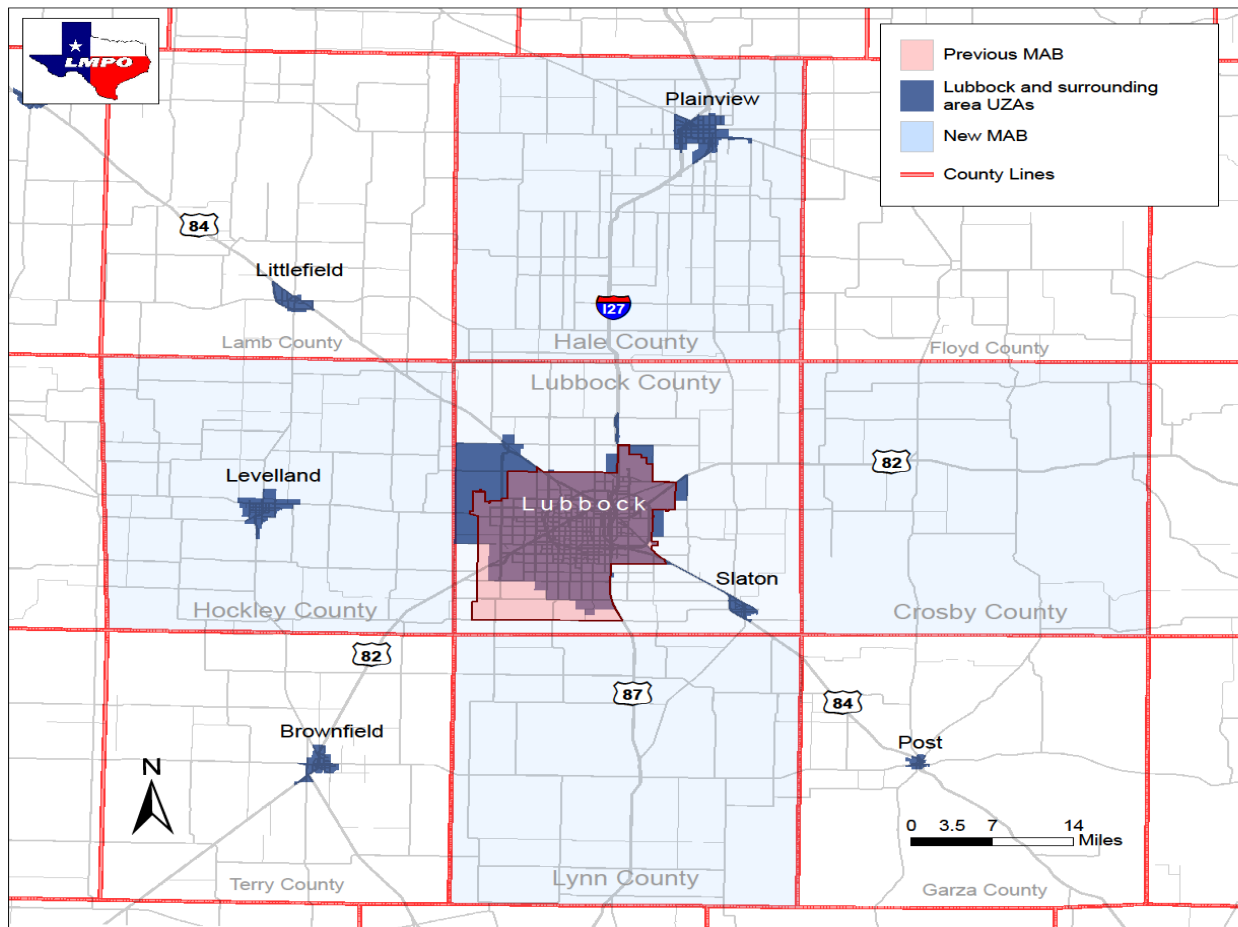 LMPO
Previous MAB
Lubbock and surrounding
area UZAs
New MAB
County Lines
Plainview
84
Littlefield
127
Lamb County
Hale County
Floyd County
Lubbock County
82
Levelland
Lubbock
Slaton
Hockley County
Crosby County
82
87
84
Brownfield
Post
N
0 3.5 7 14
Miles
Terry County
Lynn County
Garza County